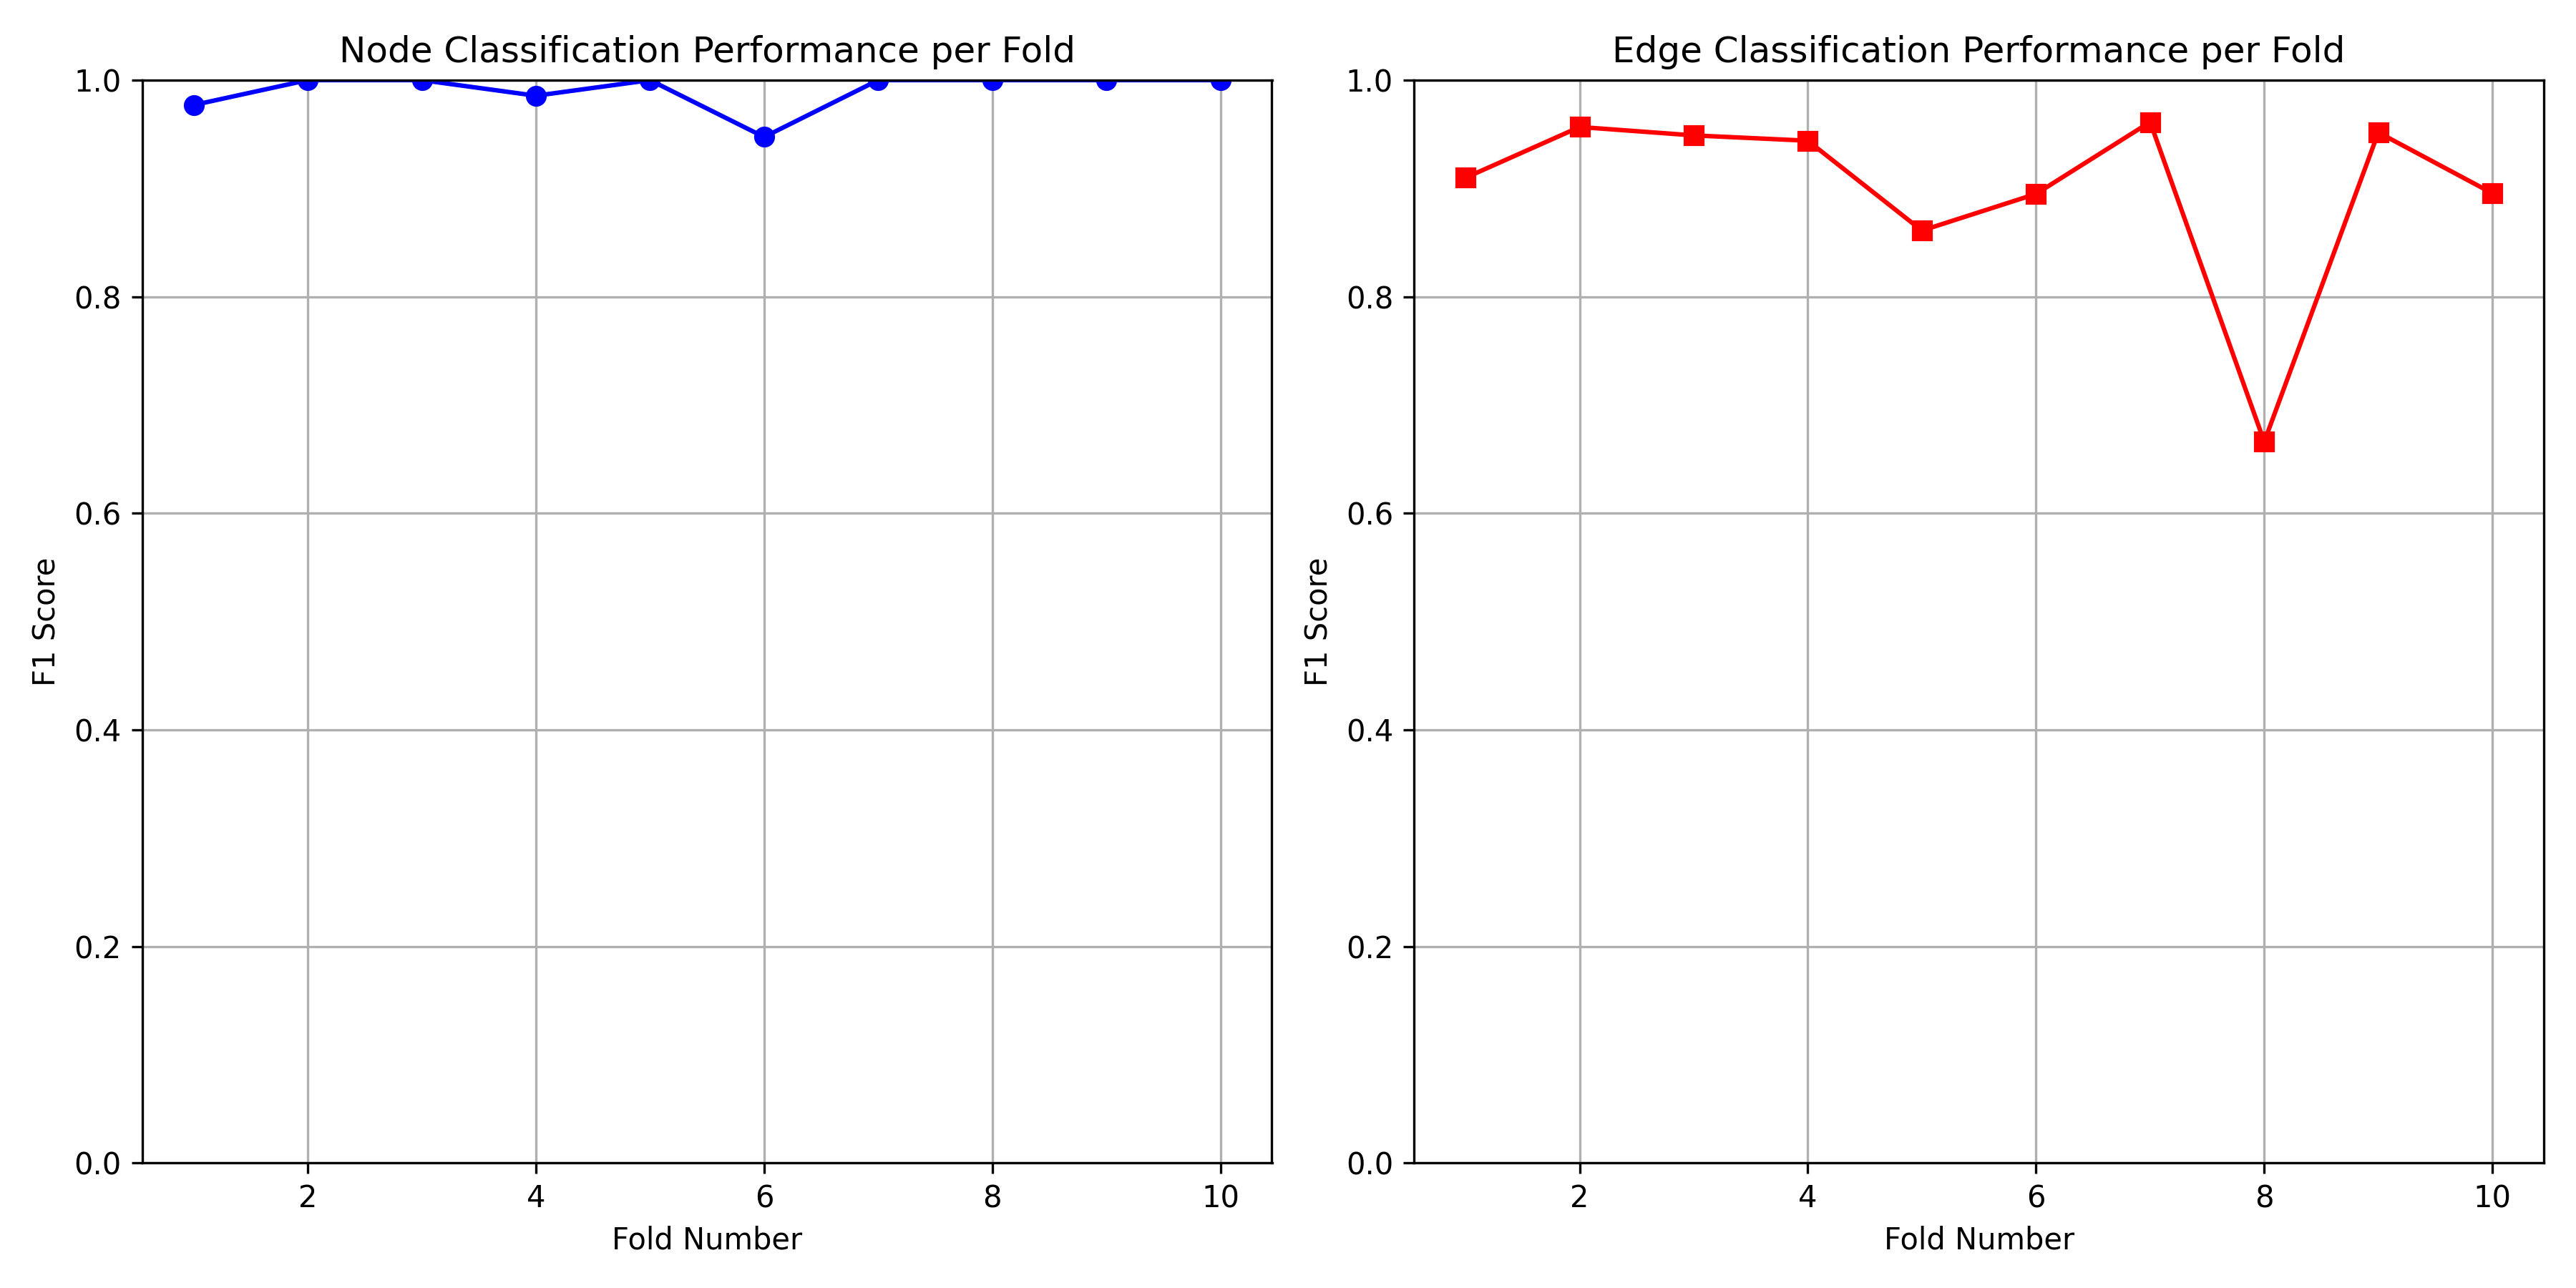 Node Classification Performance per Fold
1.0
0.8
0.6
0.4
0.2
0.0
F1 Score
2 4 6 8 10
Fold Number
Edge Classification Performance per Fold
1.0
0.8
0.6
0.4
0.2
0.0
F1 Score
2 4 6 8 10
Fold Number